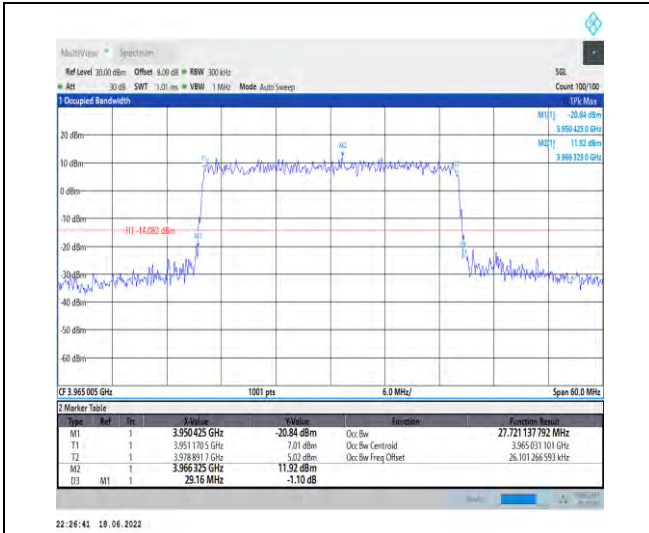 MultiView Spectrum
Ref Level 30.00 dBm Offset 8.09 dB RBW 300 kHz SGL
Att 30 dB SWT 1.01 ms VBW 1 MHz Mode Auto Sweep Count 100/100
1 Occupied Bandwidth 1Pk Max
M1[1] -20.84 dBm
3.950 425 0 GHz
M2[1] 11.92 dBm
3.966 325 0 GHz
20 dBm
M2
10 dBm
0 dBm
-10 dBm
H1 -14.083 dBm
M1
-20 dBm
-30 dBm
-40 dBm
-50 dBm
-60 dBm
CF 3.965 005 GHz 1001 pts 6.0 MHz/ Span 60.0 MHz
2 Marker Table
Type Ref Trc X-Value Y-Value Function Function Result
M1 1 3.950 425 GHz -20.84 dBm Occ Bw 27.721 137 792 MHz
T1 1 3.951 170 5 GHz 7.01 dBm Occ Bw Centroid 3.965 031 101 GHz
T2 1 3.978 891 7 GHz 5.02 dBm Occ Bw Freq Offset 26.101 266 593 kHz
M2 1 3.966 325 GHz 11.92 dBm
D3 M1 1 29.16 MHz -1.10 dB
22:26:41 18.06.2022